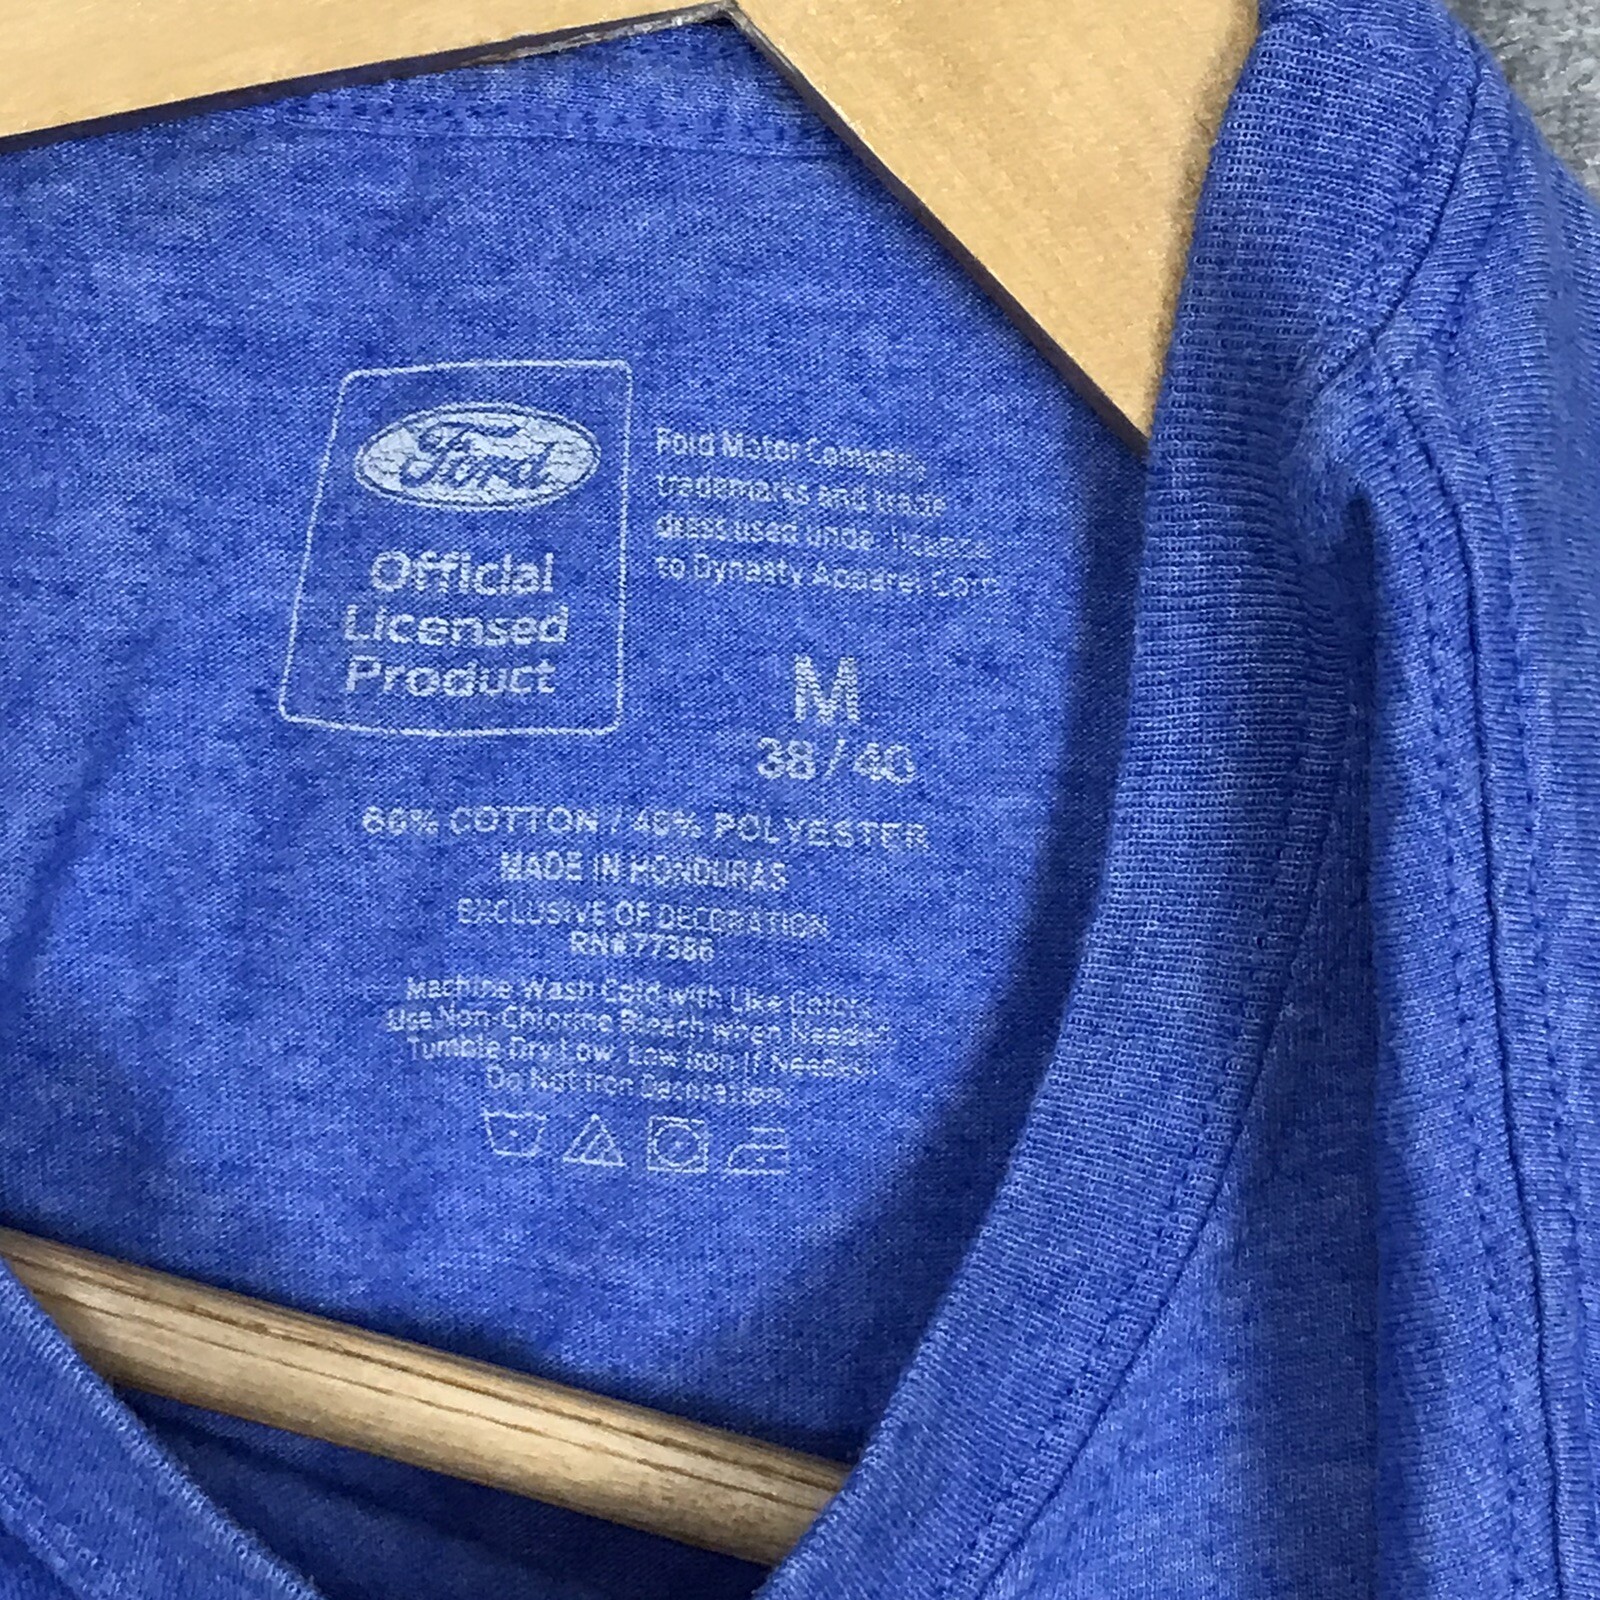 Ford
Official
Licensed
Product
Ford Motor Company
trademarks and trade
dress used under license
to Dynasty Apparel Corp.
M
38/40
60% COTTON / 40% POLYESTER
MADE IN HONDURAS
EXCLUSIVE OF DECORATION
RN#77386
Machine Wash Cold with Like Colors.
Use Non-Chlorine Bleach when Needed.
Tumble Dry Low. Low Iron If Needed.
Do Not Iron Decoration.